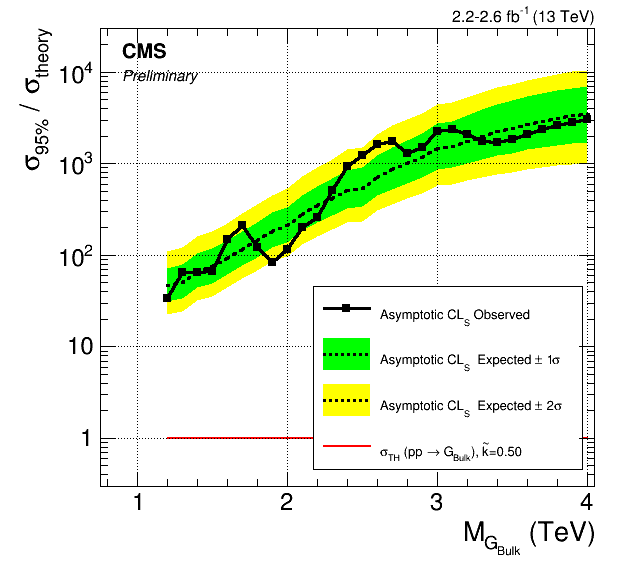 2.2-2.6 fb⁻¹ (13 TeV)
σ95% / σtheory
CMS
Preliminary
10⁴
10³
10²
10
1
Asymptotic CLS Observed
Asymptotic CLS Expected ± 1σ
Asymptotic CLS Expected ± 2σ
σTH (pp → GBulk), k̃=0.50
1 2 3 4
MGBulk (TeV)